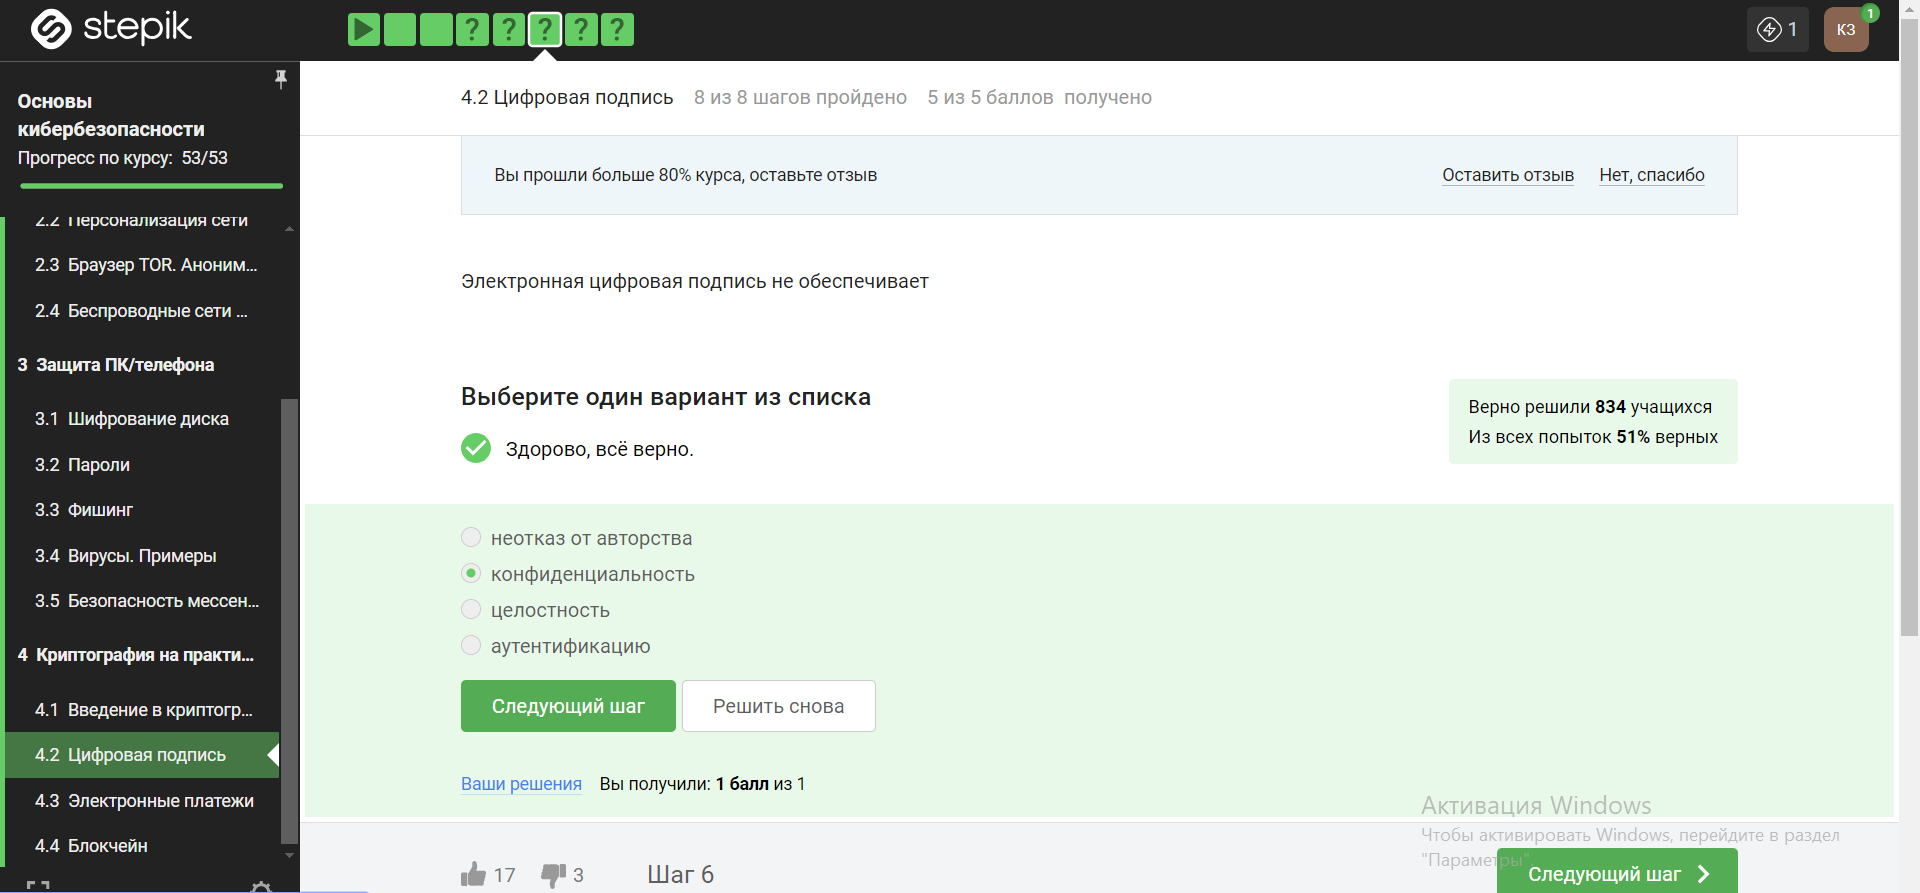 stepik
? ? ? ? ?
1
КЗ
1
Основы
кибербезопасности
Прогресс по курсу: 53/53
2.2 Персонализация сети
2.3 Браузер TOR. Аноним...
2.4 Беспроводные сети ...
3 Защита ПК/телефона
3.1 Шифрование диска
3.2 Пароли
3.3 Фишинг
3.4 Вирусы. Примеры
3.5 Безопасность мессен...
4 Криптография на практи...
4.1 Введение в криптогр...
4.2 Цифровая подпись
4.3 Электронные платежи
4.4 Блокчейн
4.2 Цифровая подпись 8 из 8 шагов пройдено 5 из 5 баллов получено
Вы прошли больше 80% курса, оставьте отзыв
Оставить отзыв Нет, спасибо
Электронная цифровая подпись не обеспечивает
Выберите один вариант из списка
Здорово, всё верно.
Верно решили 834 учащихся
Из всех попыток 51% верных
неотказ от авторства
конфиденциальность
целостность
аутентификацию
Следующий шаг Решить снова
Ваши решения Вы получили: 1 балл из 1
Активация Windows
Чтобы активировать Windows, перейдите в раздел
"Параметры".
17 3 Шаг 6
Следующий шаг